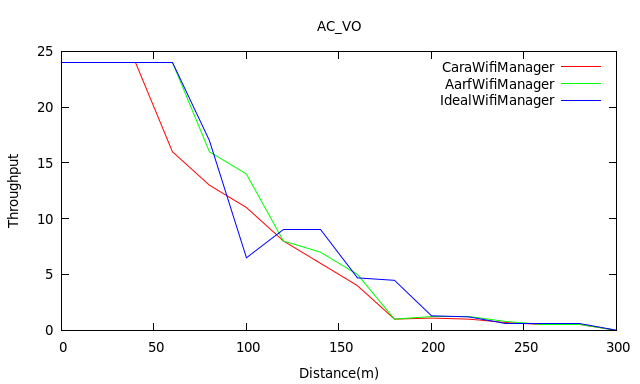 AC_VO
25
20
15
10
5
0
Throughput
CaraWifiManager
AarfWifiManager
IdealWifiManager
0 50 100 150 200 250 300
Distance(m)